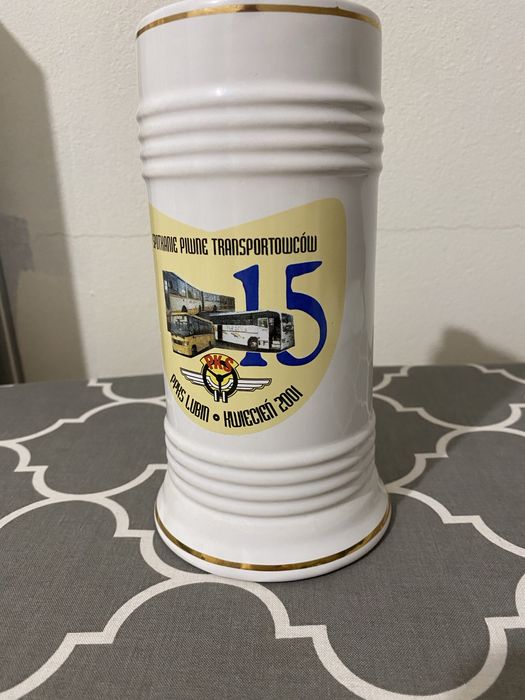 SPOTKANIE PIWNE TRANSPORTOWCÓW
15
PKS
PPKS LUBIN • KWIECIEŃ 2001